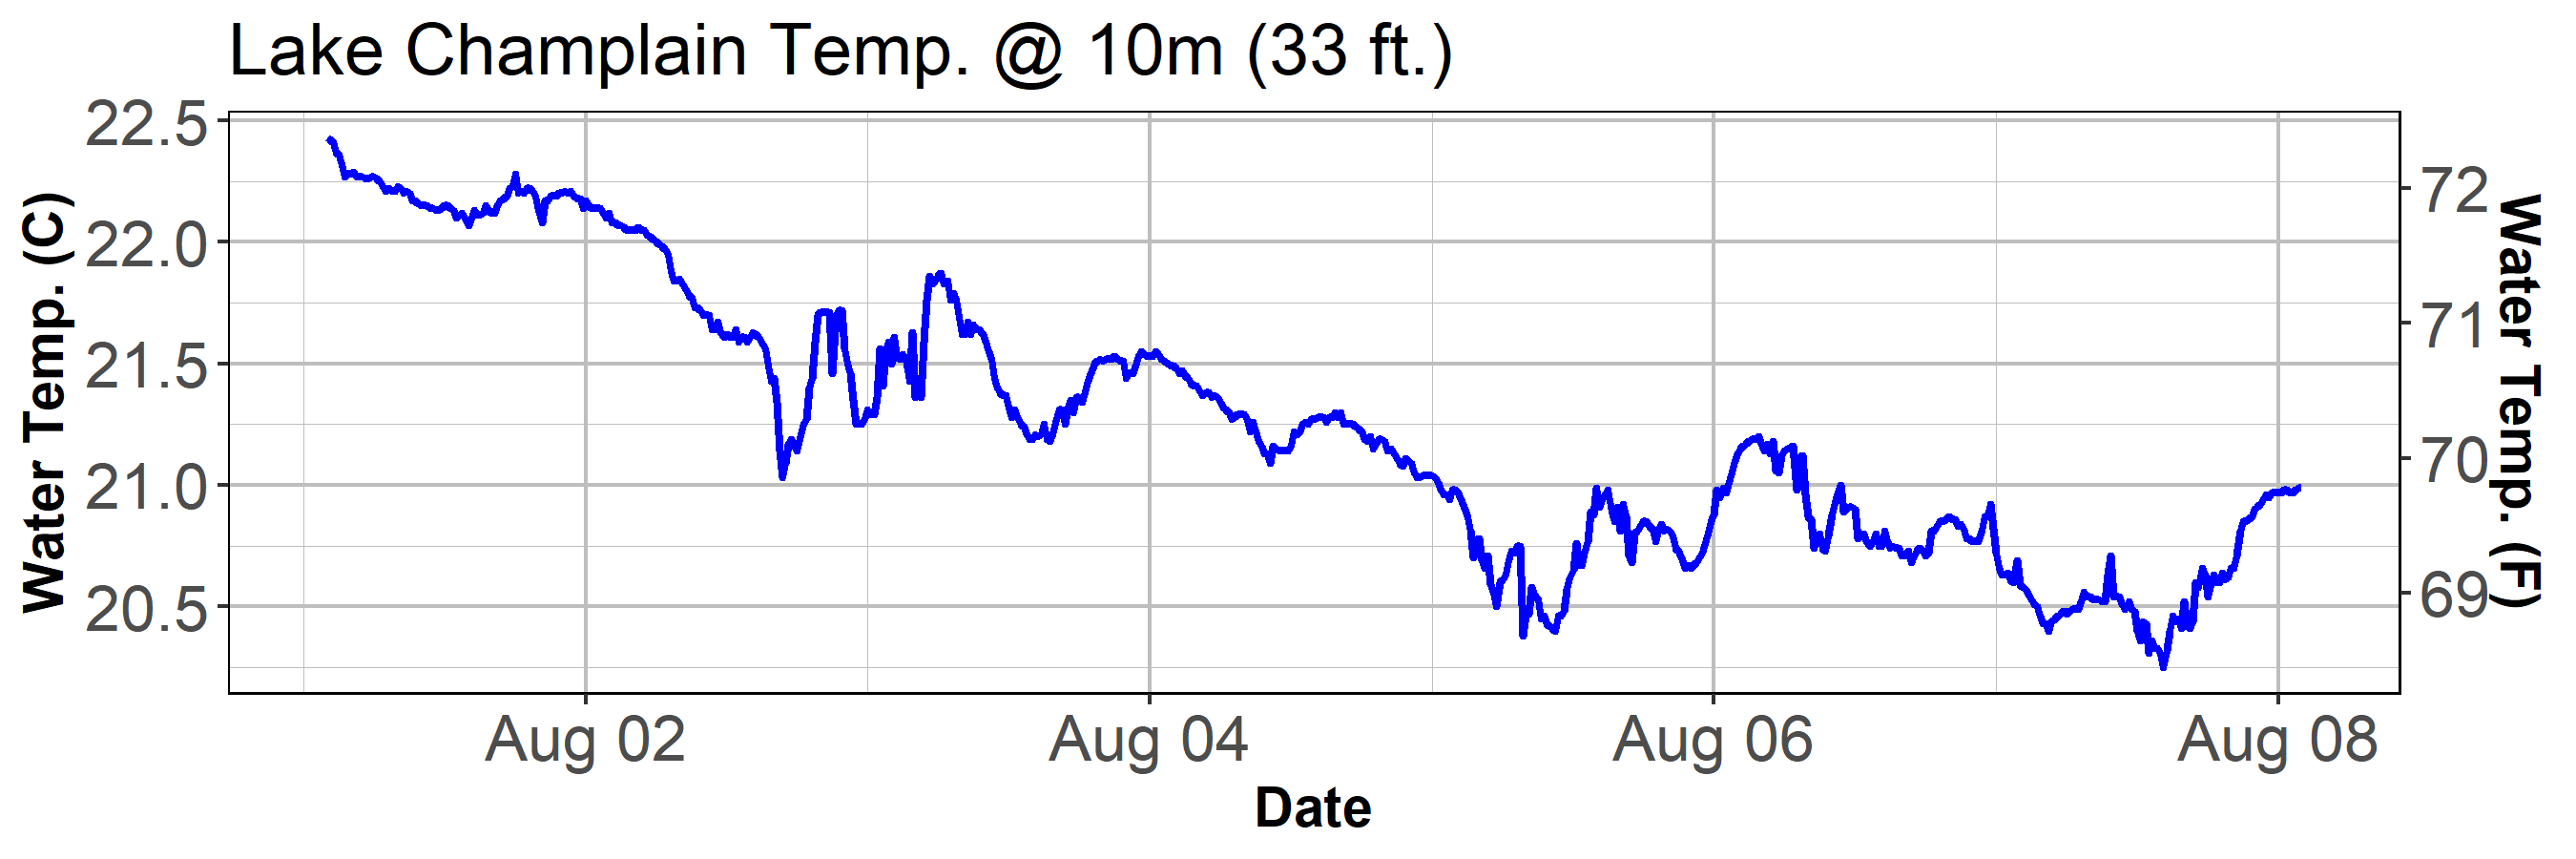 Lake Champlain Temp. @ 10m (33 ft.)
22.5
22.0
21.5
21.0
20.5
Water Temp. (C)
72
71
70
69
Water Temp. (F)
Aug 02 Aug 04 Aug 06 Aug 08
Date